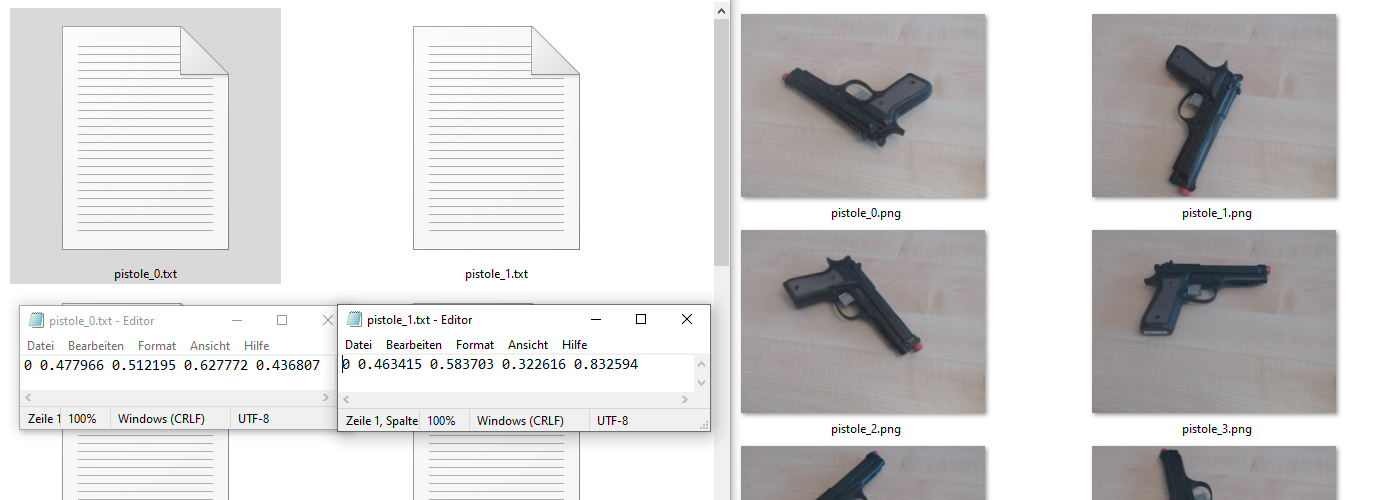 pistole_0.txt
pistole_1.txt
pistole_0.txt - Editor
Datei Bearbeiten Format Ansicht Hilfe
0 0.477966 0.512195 0.627772 0.436807
Zeile 1
100%
Windows (CRLF)
UTF-8
pistole_1.txt - Editor
Datei Bearbeiten Format Ansicht Hilfe
0 0.463415 0.583703 0.322616 0.832594
Zeile 1, Spalte
100%
Windows (CRLF)
UTF-8
pistole_0.png
pistole_1.png
pistole_2.png
pistole_3.png